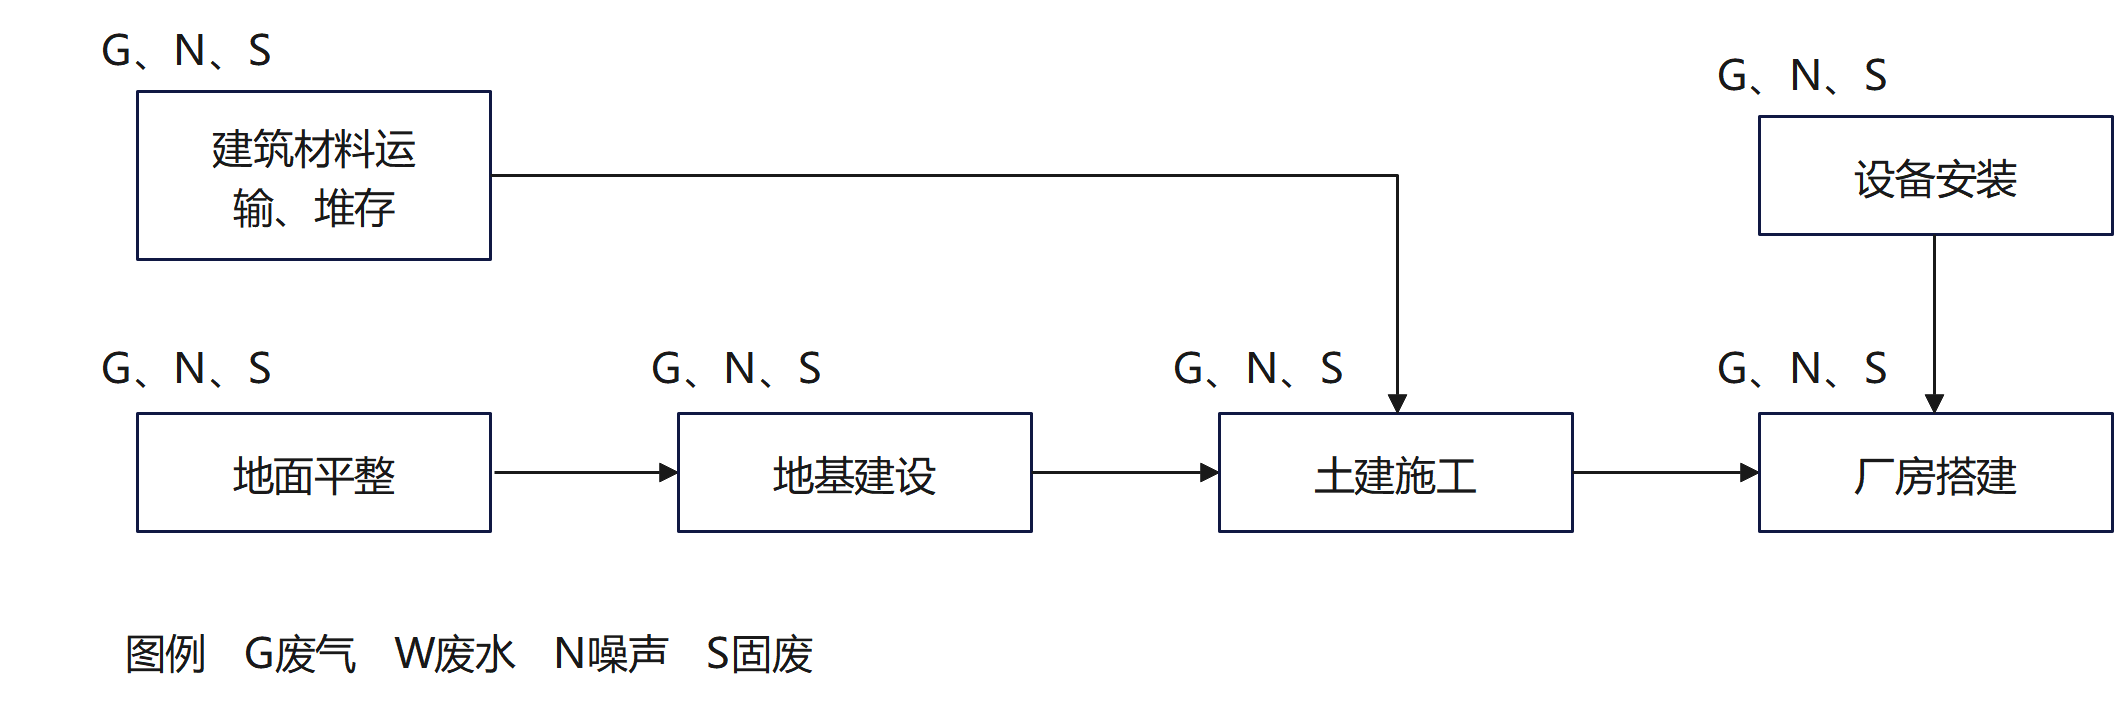 G、N、S
G、N、S
建筑材料运
输、堆存
设备安装
G、N、S
G、N、S
G、N、S
G、N、S
地面平整
地基建设
土建施工
厂房搭建
图例 G废气 W废水 N噪声 S固废